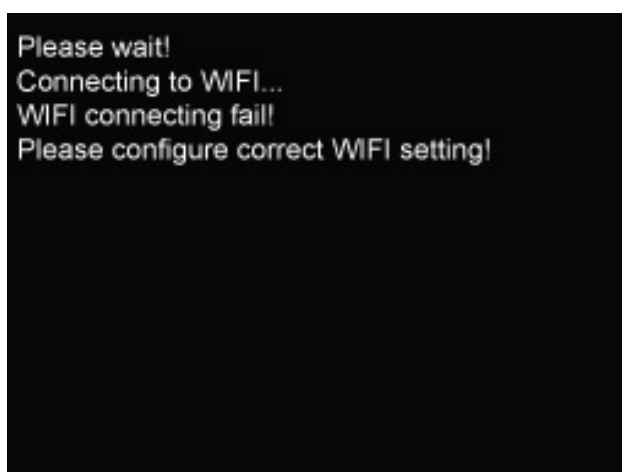 Please wait!
Connecting to WIFI...
WIFI connecting fail!
Please configure correct WIFI setting!